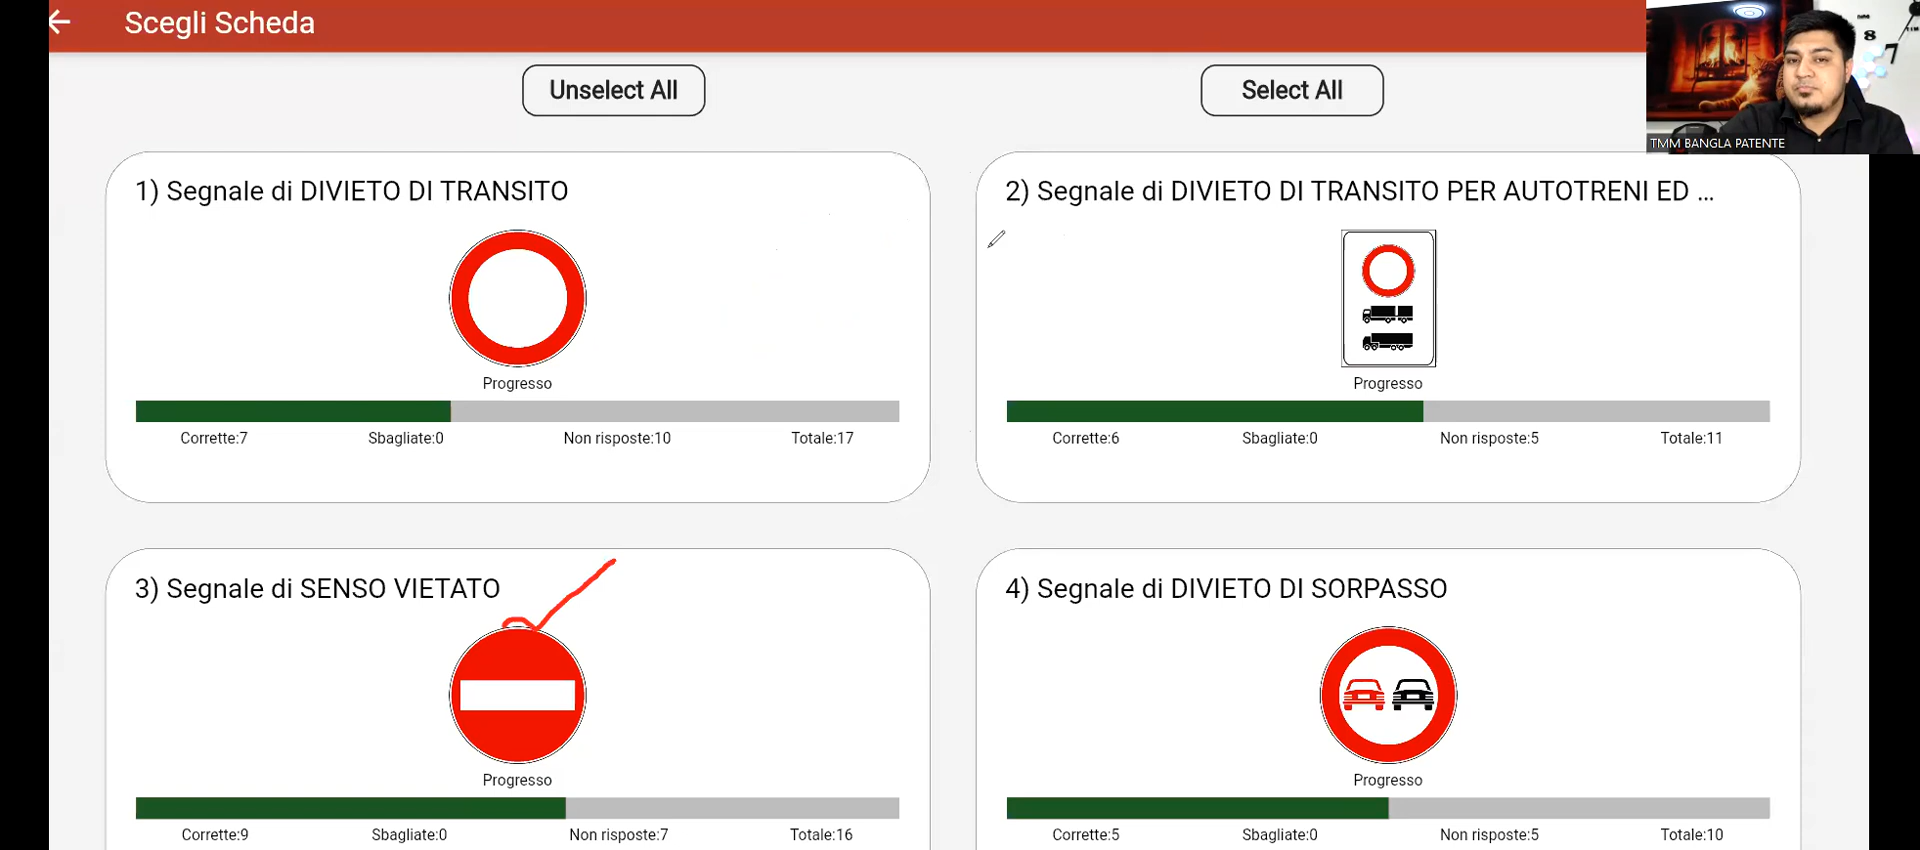 Scegli Scheda
Unselect All
Select All
8
7
TMM BANGLA PATENTE
1) Segnale di DIVIETO DI TRANSITO
Progresso
Corrette:7 Sbagliate:0 Non risposte:10 Totale:17
2) Segnale di DIVIETO DI TRANSITO PER AUTOTRENI ED ...
Progresso
Corrette:6 Sbagliate:0 Non risposte:5 Totale:11
3) Segnale di SENSO VIETATO
Progresso
Corrette:9 Sbagliate:0 Non risposte:7 Totale:16
4) Segnale di DIVIETO DI SORPASSO
Progresso
Corrette:5 Sbagliate:0 Non risposte:5 Totale:10